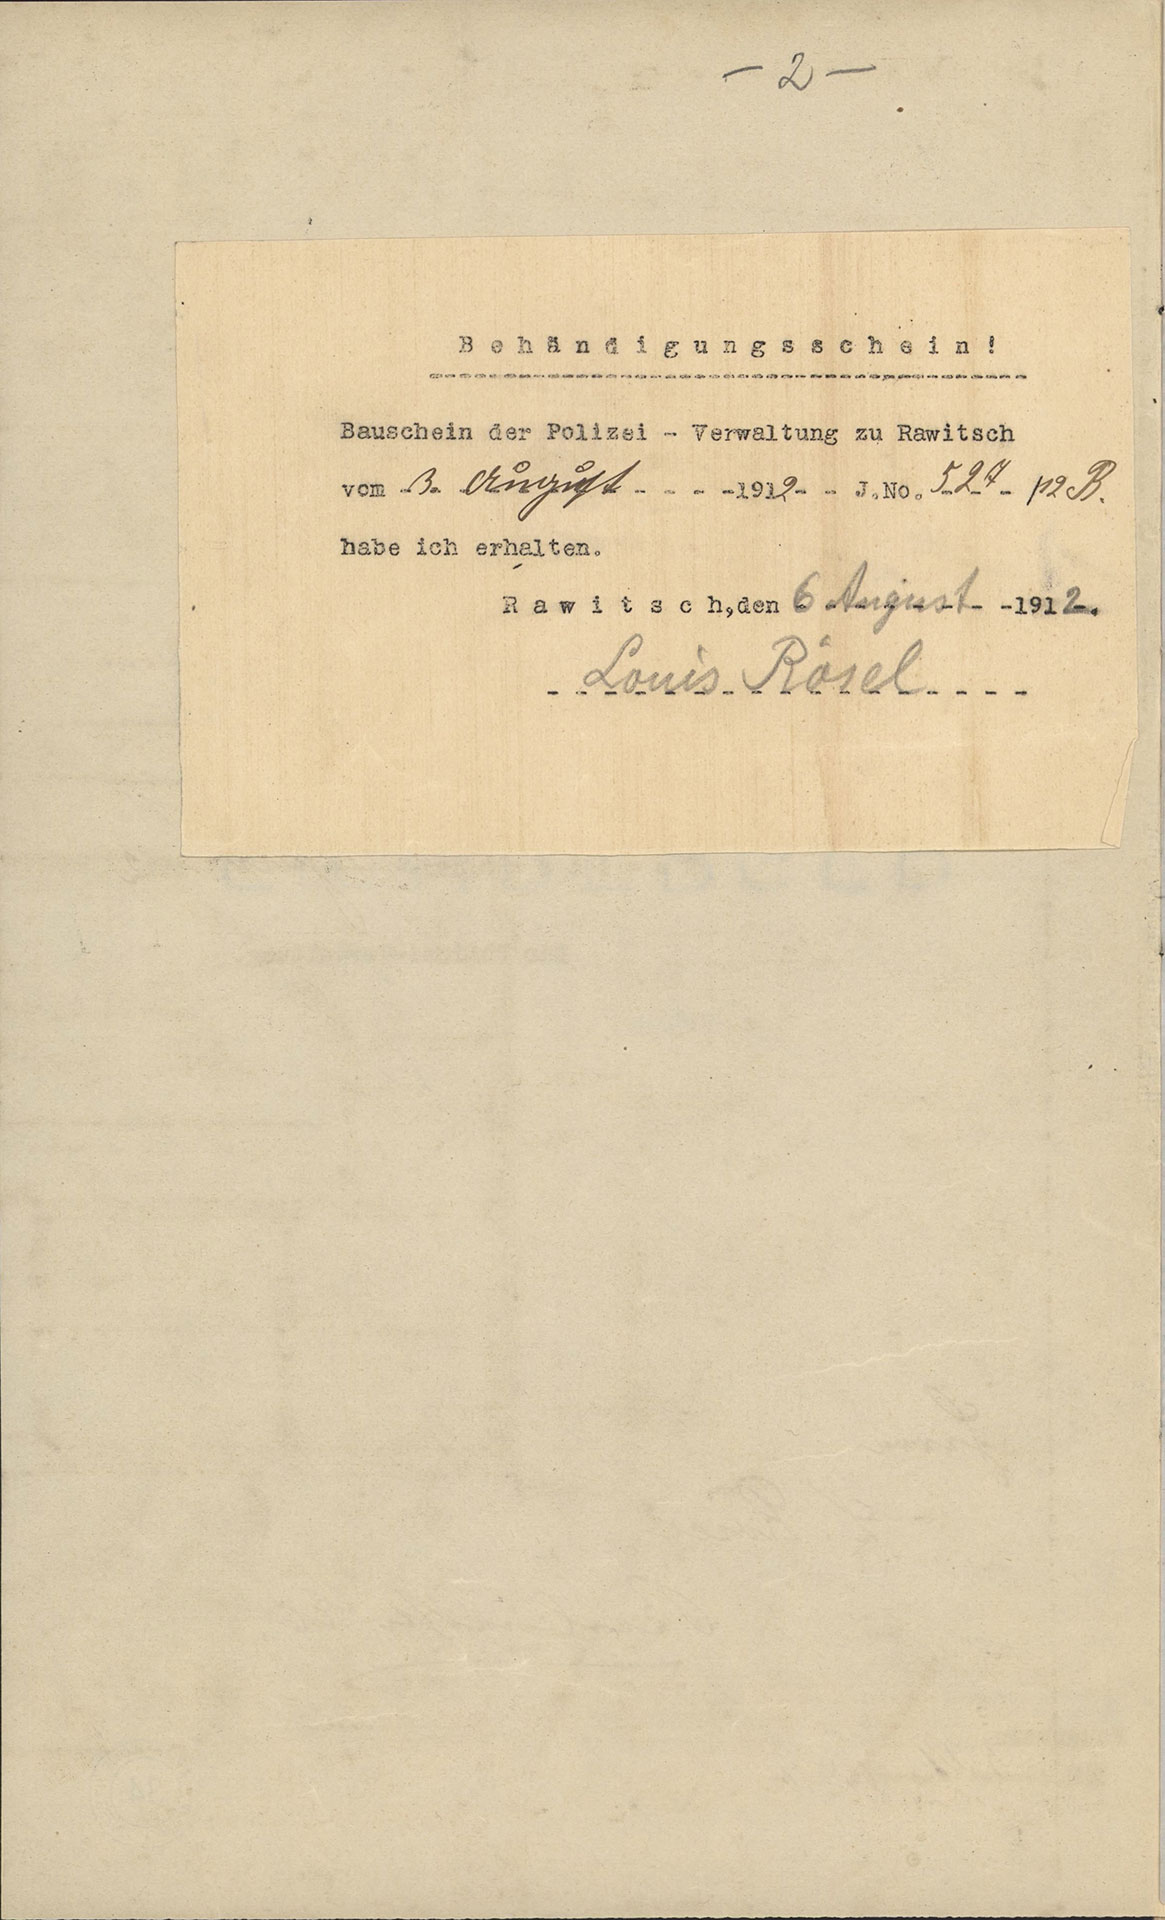 - 2 -
Behändigungsschein!
Bauschein der Polizei - Verwaltung zu Rawitsch
vom 3. August - - - -1912- - J.No. 527 - /12 B.
habe ich erhalten.
Rawitsch,den 6 August - -1912.
Louis Rösel